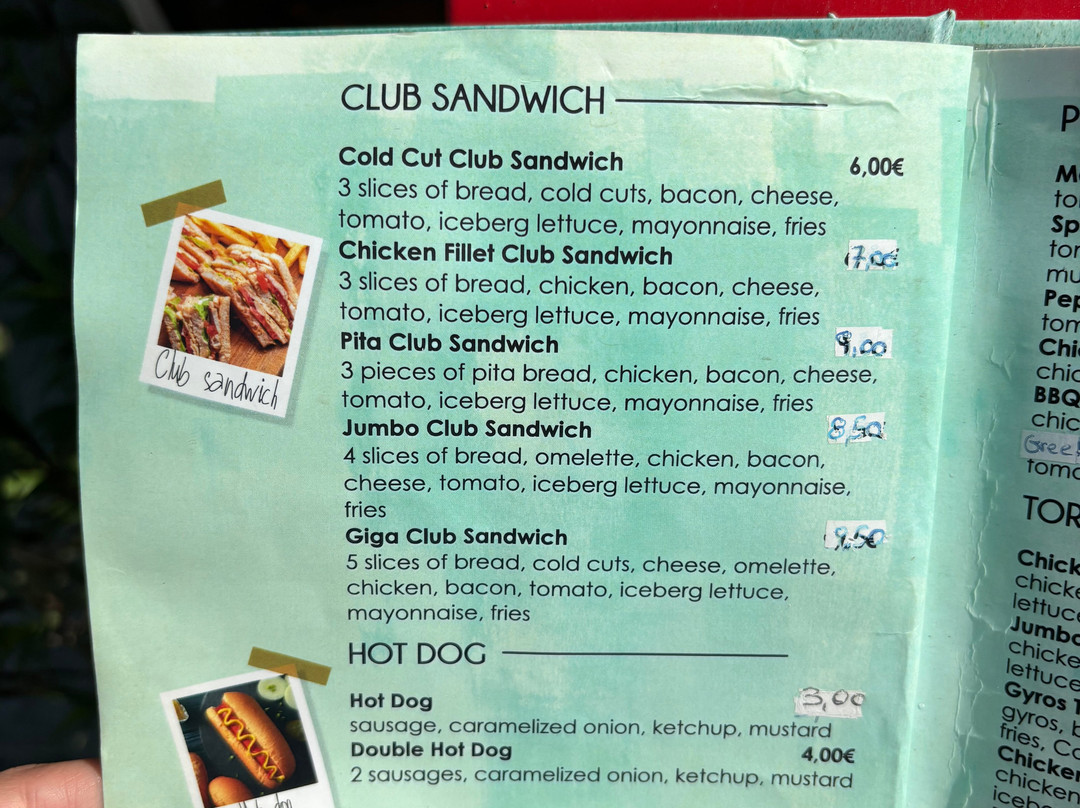 CLUB SANDWICH
Cold Cut Club Sandwich 6,00€
3 slices of bread, cold cuts, bacon, cheese,
tomato, iceberg lettuce, mayonnaise, fries
Chicken Fillet Club Sandwich 7,00€
3 slices of bread, chicken, bacon, cheese,
tomato, iceberg lettuce, mayonnaise, fries
Pita Club Sandwich 9,00
3 pieces of pita bread, chicken, bacon, cheese,
tomato, iceberg lettuce, mayonnaise, fries
Jumbo Club Sandwich 8,50
4 slices of bread, omelette, chicken, bacon,
cheese, tomato, iceberg lettuce, mayonnaise,
fries
Giga Club Sandwich 9,50
5 slices of bread, cold cuts, cheese, omelette,
chicken, bacon, tomato, iceberg lettuce,
mayonnaise, fries
Club sandwich
HOT DOG
Hot Dog 3,00
sausage, caramelized onion, ketchup, mustard
Double Hot Dog 4,00€
2 sausages, caramelized onion, ketchup, mustard
Jumbo
Gyros
gyros,
fries,
Chicken
chicken